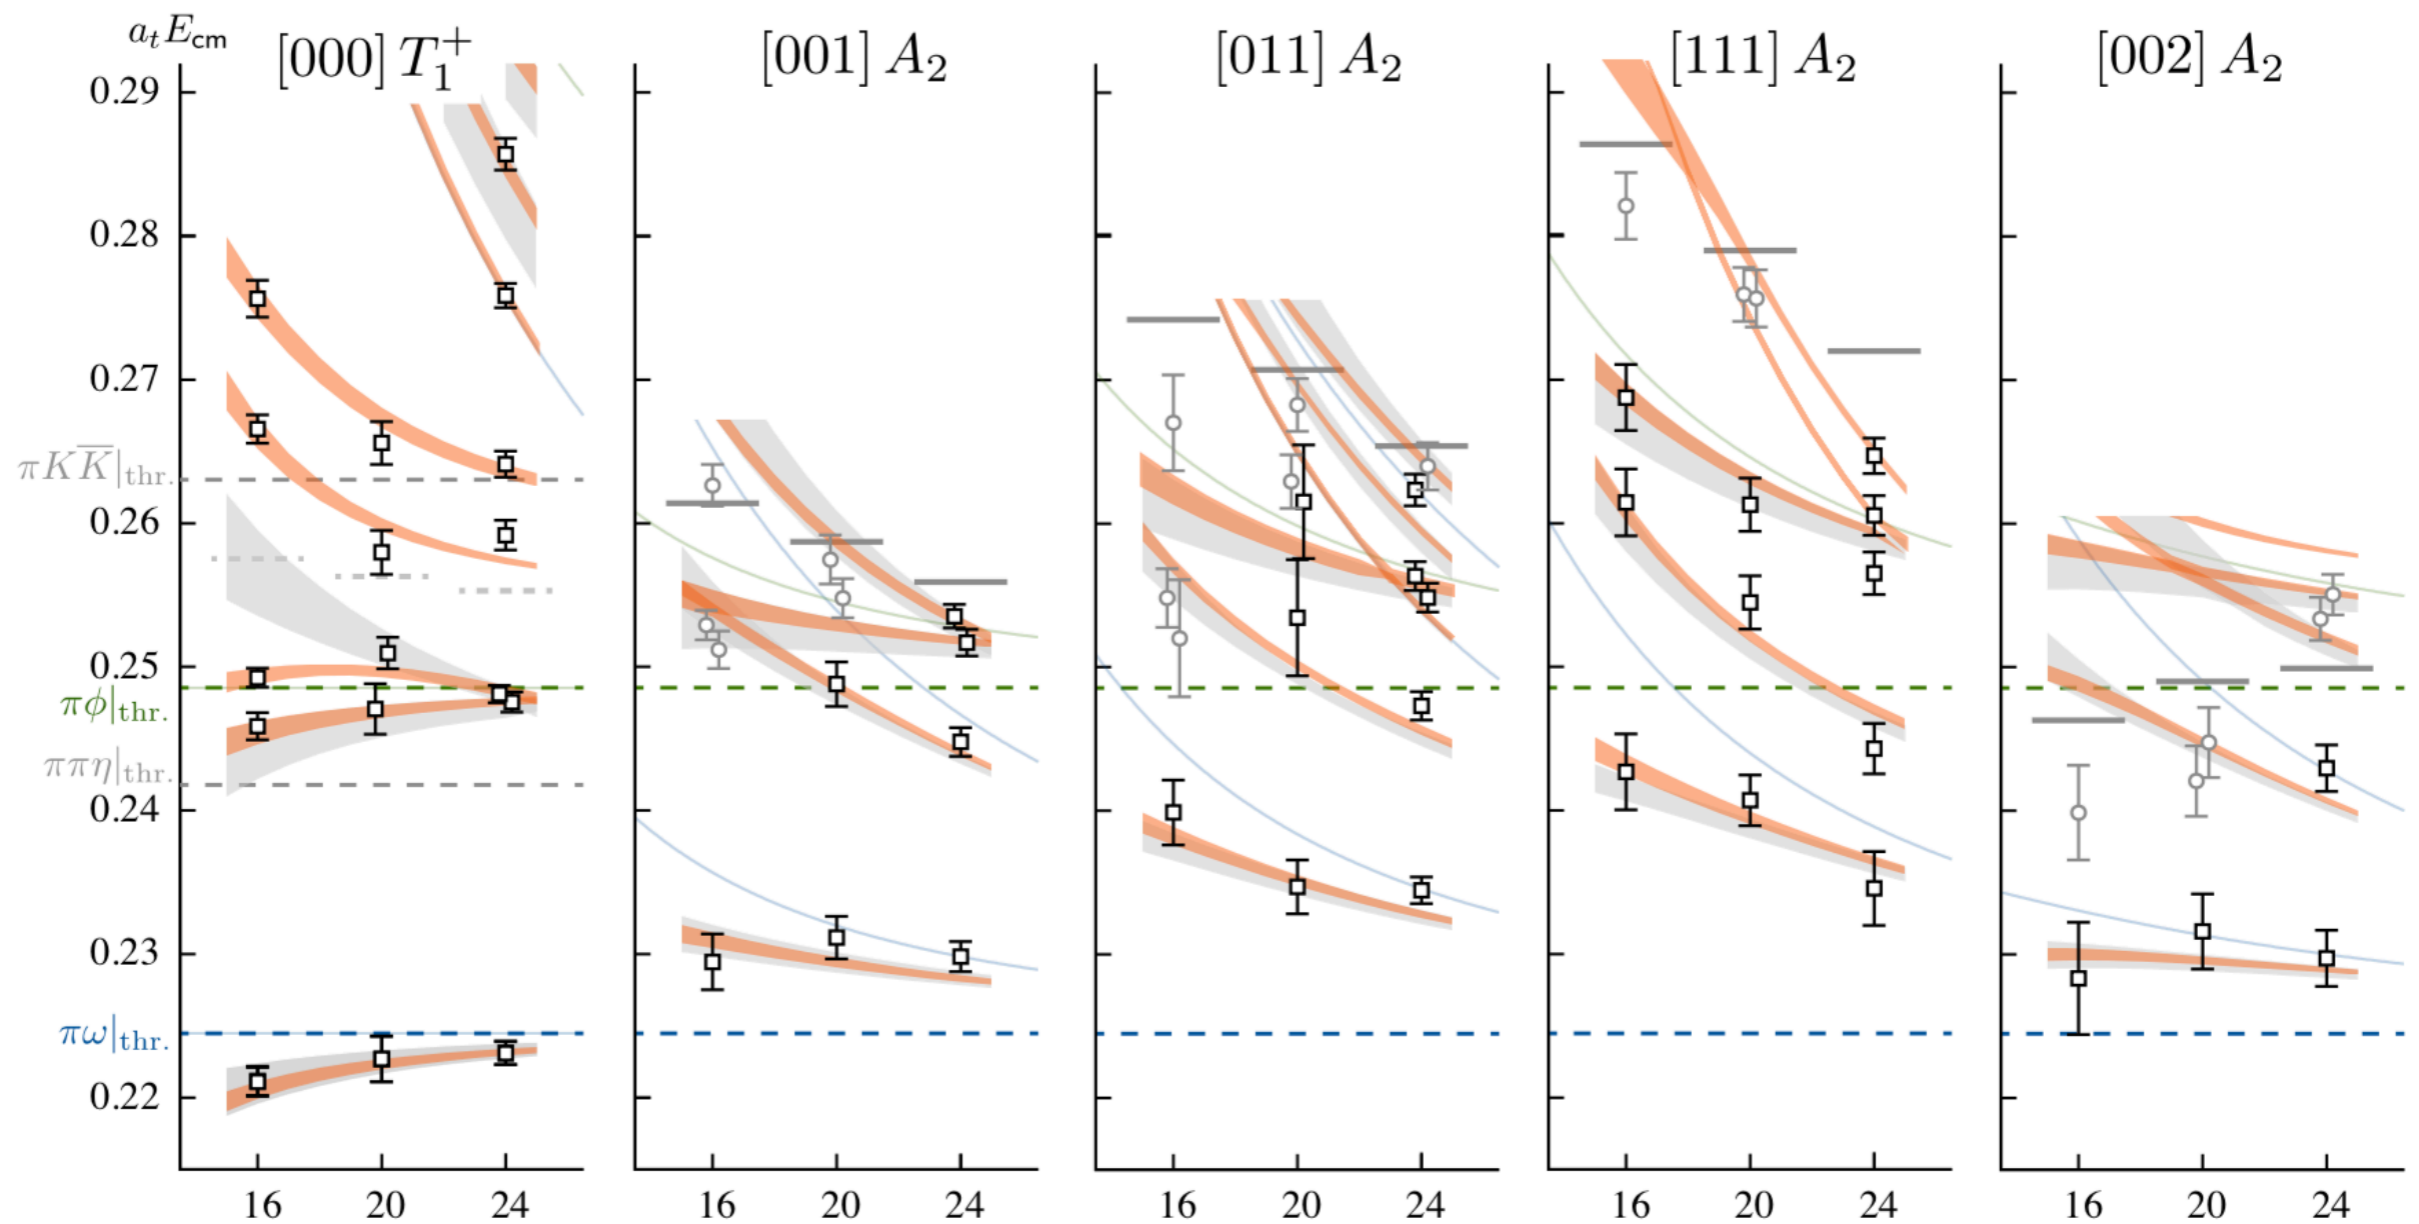 a_t E_cm
[000] T_1^+
[001] A_2
[011] A_2
[111] A_2
[002] A_2
0.29
0.28
0.27
πKK̅|thr.
0.26
0.25
πϕ|thr.
ππη|thr.
0.24
0.23
πω|thr.
0.22
16 20 24 16 20 24 16 20 24 16 20 24 16 20 24